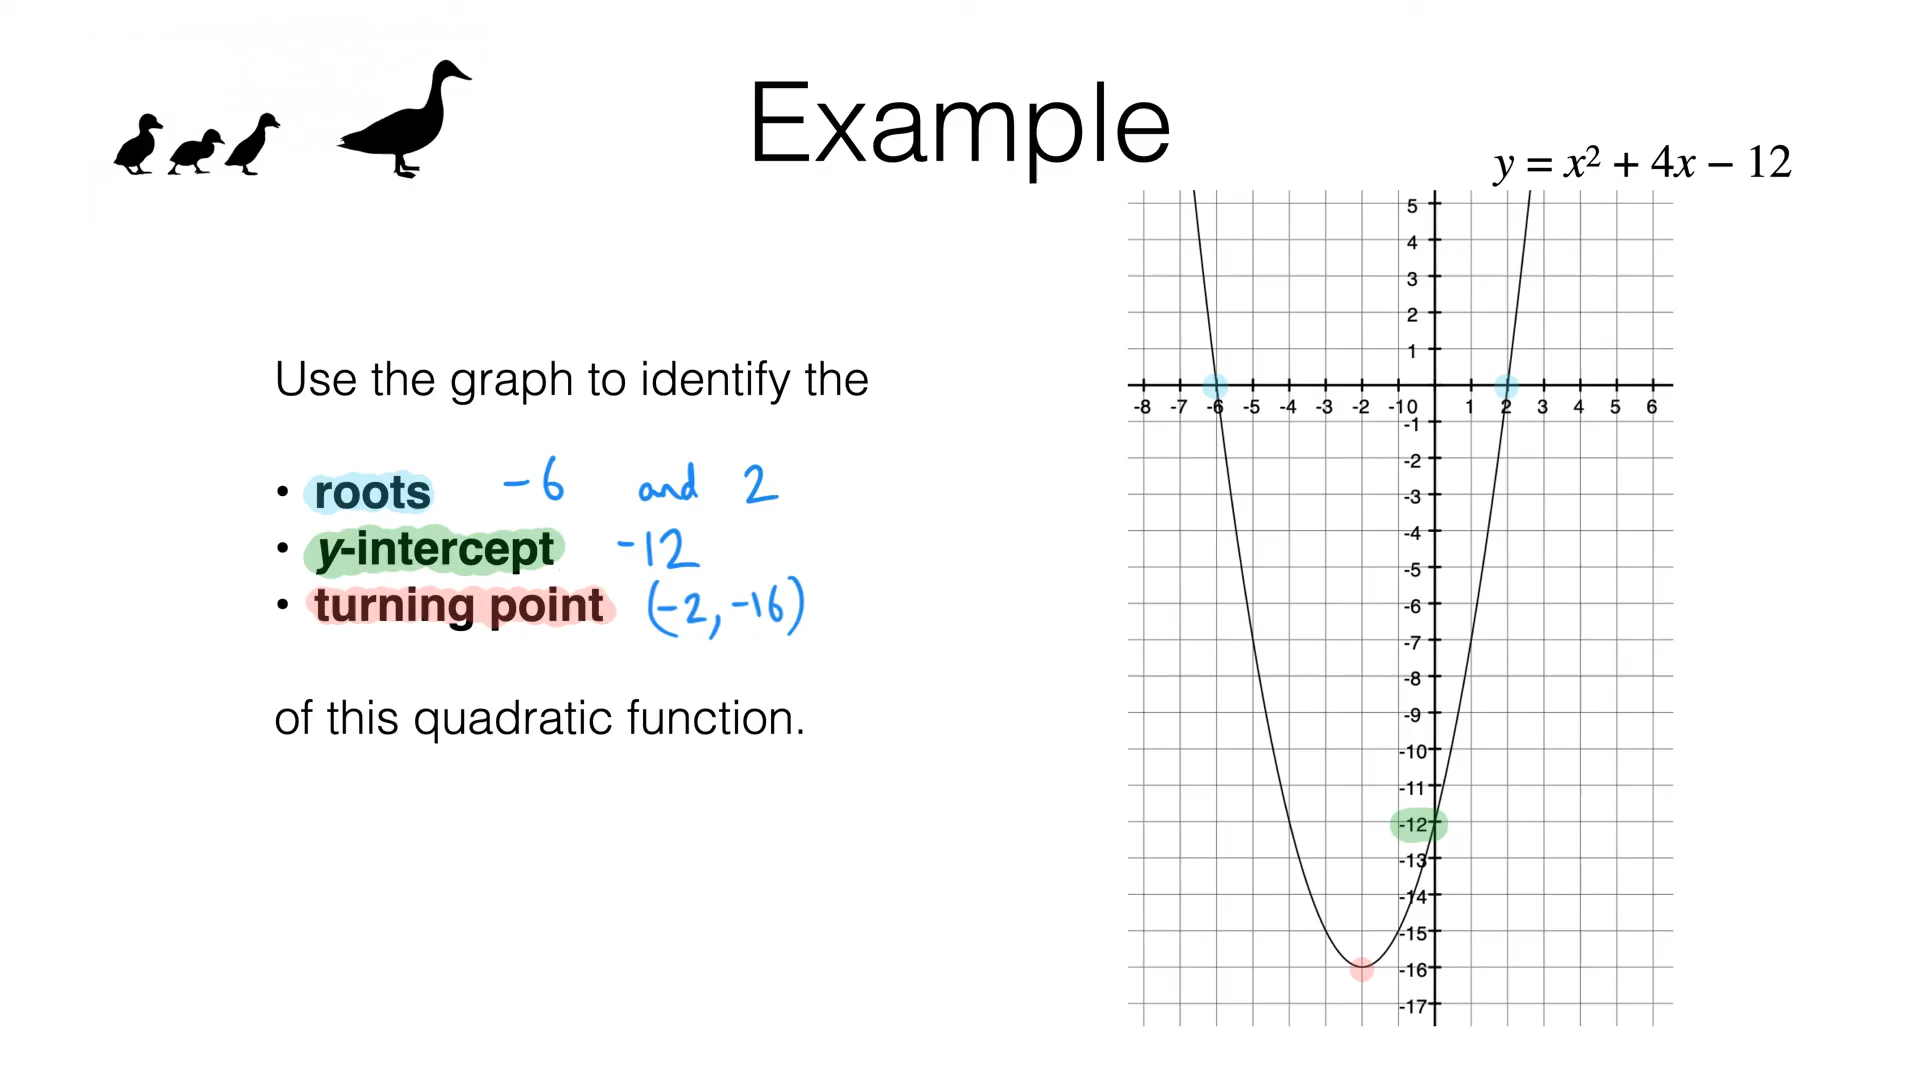 Example
y = x² + 4x − 12
Use the graph to identify the
• roots -6 and 2
• y-intercept -12
• turning point (-2, -16)
of this quadratic function.
5
4
3
2
1
-8 -7 -6 -5 -4 -3 -2 -10 1 2 3 4 5 6
-1
-2
-3
-4
-5
-6
-7
-8
-9
-10
-11
-12
-13
-14
-15
-16
-17